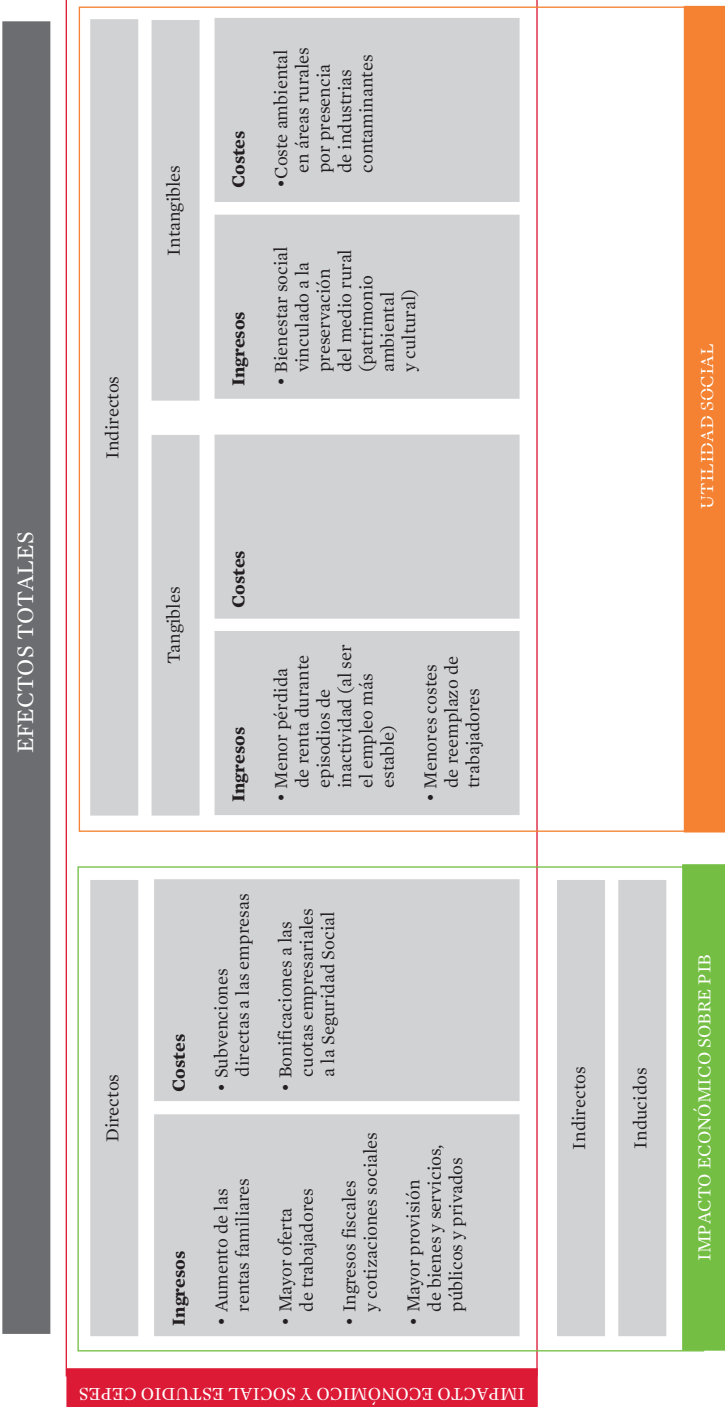 EFECTOS TOTALES
Directos
Ingresos
• Aumento de las
rentas familiares
• Mayor oferta
de trabajadores
• Ingresos fiscales
y cotizaciones sociales
• Mayor provisión
de bienes y servicios,
públicos y privados
Costes
• Subvenciones
directas a las empresas
• Bonificaciones a las
cuotas empresariales
a la Seguridad Social
Indirectos
Tangibles
Ingresos
• Menor pérdida
de renta durante
episodios de
inactividad (al ser
el empleo más
estable)
• Menores costes
de reemplazo de
trabajadores
Costes
Intangibles
Ingresos
• Bienestar social
vinculado a la
preservación
del medio rural
(patrimonio
ambiental
y cultural)
Costes
•Coste ambiental
en áreas rurales
por presencia
de industrias
contaminantes
Indirectos
Inducidos
IMPACTO ECONÓMICO SOBRE PIB
UTILIDAD SOCIAL
IMPACTO ECONÓMICO Y SOCIAL ESTUDIO CEPES